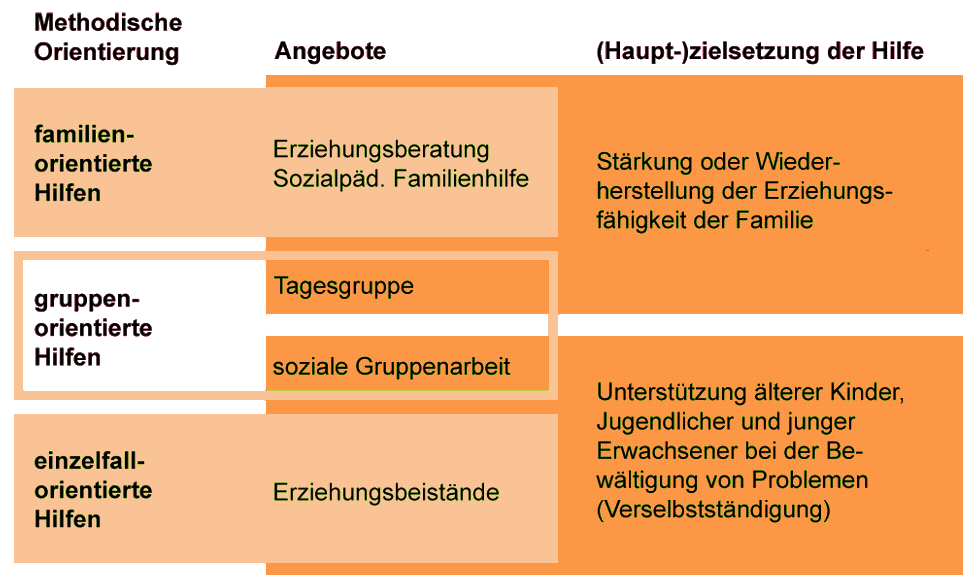 Methodische
Orientierung
Angebote
(Haupt-)zielsetzung der Hilfe
familien-
orientierte
Hilfen
Erziehungsberatung
Sozialpäd. Familienhilfe
Stärkung oder Wieder-
herstellung der Erziehungs-
fähigkeit der Familie
gruppen-
orientierte
Hilfen
Tagesgruppe
soziale Gruppenarbeit
Unterstützung älterer Kinder,
Jugendlicher und junger
Erwachsener bei der Be-
wältigung von Problemen
(Verselbstständigung)
einzelfall-
orientierte
Hilfen
Erziehungsbeistände